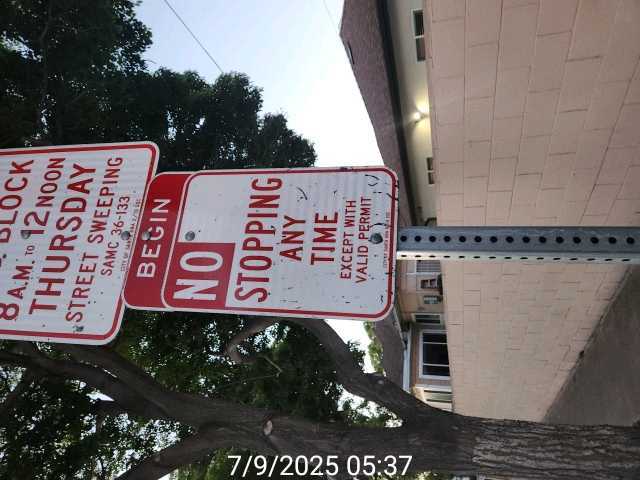 BLOCK
8 A.M. TO 12 NOON
THURSDAY
STREET SWEEPING
SAMC 36-133
BEGIN
NO
STOPPING
ANY
TIME
EXCEPT WITH
VALID PERMIT
7/9/2025 05:37